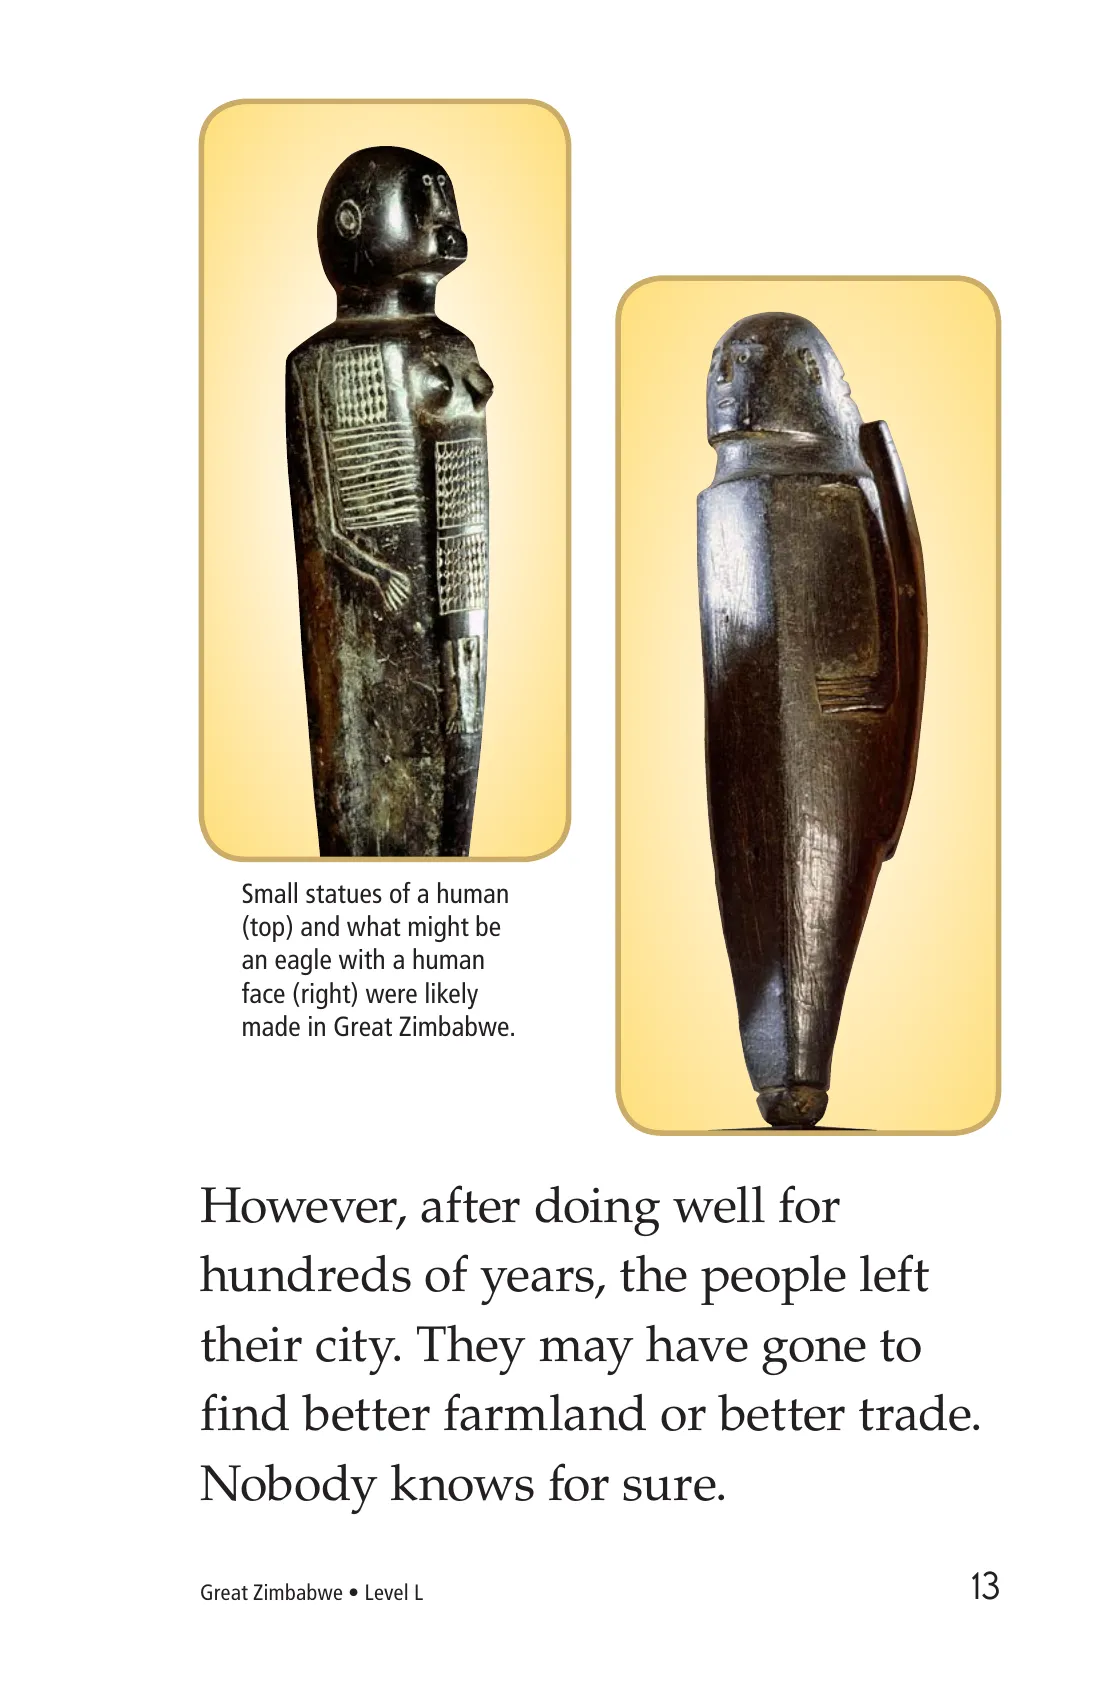 Small statues of a human
(top) and what might be
an eagle with a human
face (right) were likely
made in Great Zimbabwe.
However, after doing well for
hundreds of years, the people left
their city. They may have gone to
find better farmland or better trade.
Nobody knows for sure.
Great Zimbabwe • Level L
13